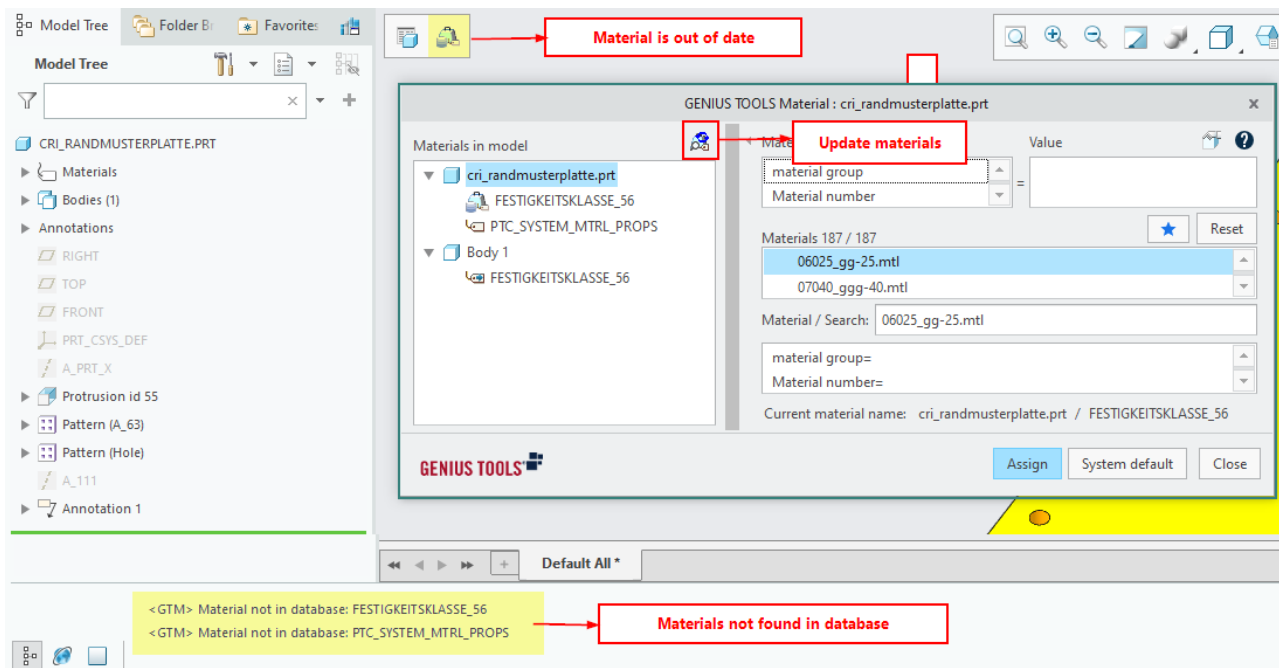 Model Tree
Folder Br
Favorites
Material is out of date
Model Tree
GENIUS TOOLS Material : cri_randmusterplatte.prt
CRI_RANDMUSTERPLATTE.PRT
Materials
Bodies (1)
Annotations
RIGHT
TOP
FRONT
PRT_CSYS_DEF
A_PRT_X
Protrusion id 55
Pattern (A_63)
Pattern (Hole)
A_111
Annotation 1
Materials in model
cri_randmusterplatte.prt
FESTIGKEITSKLASSE_56
PTC_SYSTEM_MTRL_PROPS
Body 1
FESTIGKEITSKLASSE_56
Update materials
Value
material group
Material number
=
Reset
Materials 187 / 187
06025_gg-25.mtl
07040_ggg-40.mtl
Material / Search: 06025_gg-25.mtl
material group=
Material number=
Current material name: cri_randmusterplatte.prt / FESTIGKEITSKLASSE_56
GENIUS TOOLS
Assign
System default
Close
Default All *
<GTM> Material not in database: FESTIGKEITSKLASSE_56
<GTM> Material not in database: PTC_SYSTEM_MTRL_PROPS
Materials not found in database